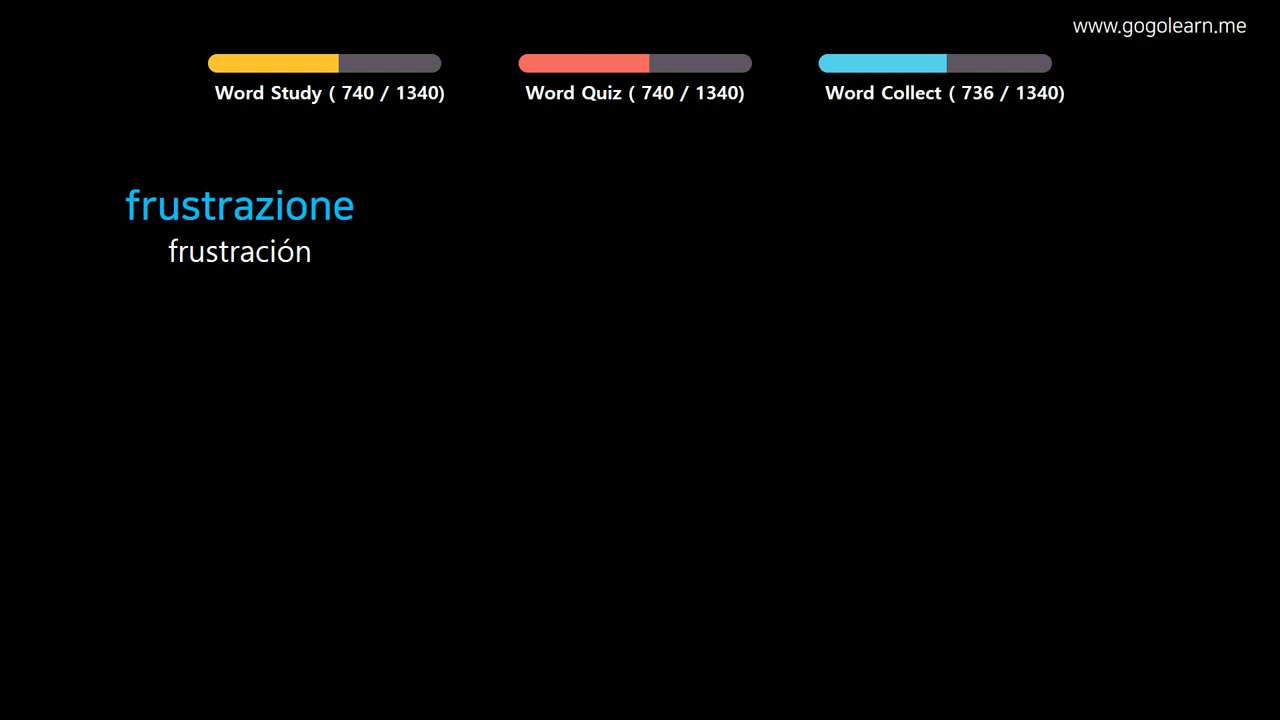 www.gogolearn.me
Word Study ( 740 / 1340)
Word Quiz ( 740 / 1340)
Word Collect ( 736 / 1340)
frustrazione
frustración